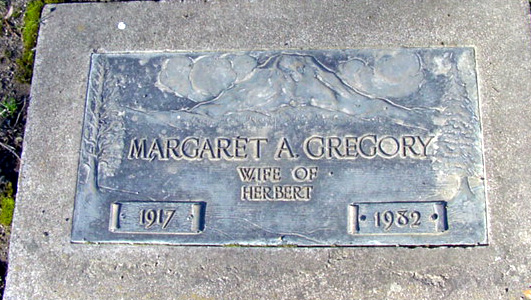 MARGARET A. GREGORY
WIFE OF
HERBERT
1917 1982